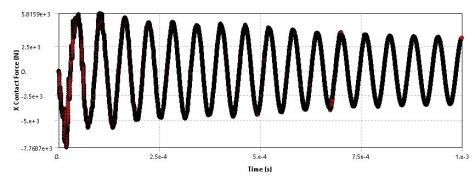 5.8159e+3
2.5e+3
0.
-2.5e+3
-5.e+3
-7.7687e+3
X Contact Force (N)
0.
2.5e-4
5.e-4
7.5e-4
1.e-3
Time (s)